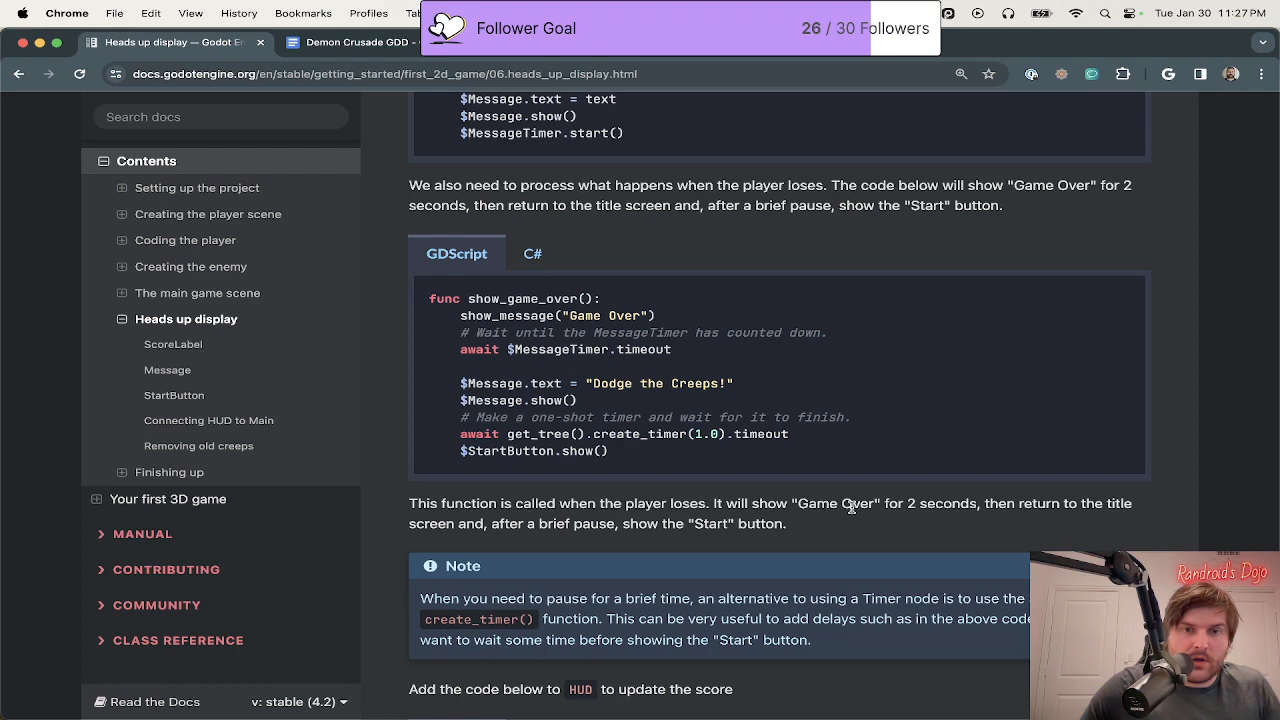 Chrome File Edit View History Bookmarks Profiles
Tue Jan 30 11:27PM
Follower Goal 26 / 30 Followers
Heads up display — Godot En
Demon Crusade GDD -
docs.godotengine.org/en/stable/getting_started/first_2d_game/06.heads_up_display.html
Search docs
Contents
Setting up the project
Creating the player scene
Coding the player
Creating the enemy
The main game scene
Heads up display
ScoreLabel
Message
StartButton
Connecting HUD to Main
Removing old creeps
Finishing up
Your first 3D game
MANUAL
CONTRIBUTING
COMMUNITY
CLASS REFERENCE
Read the Docs v: stable (4.2)
$Message.text = text
$Message.show()
$MessageTimer.start()
We also need to process what happens when the player loses. The code below will show "Game Over" for 2
seconds, then return to the title screen and, after a brief pause, show the "Start" button.
GDScript C#
func show_game_over():
show_message("Game Over")
# Wait until the MessageTimer has counted down.
await $MessageTimer.timeout
$Message.text = "Dodge the Creeps!"
$Message.show()
# Make a one-shot timer and wait for it to finish.
await get_tree().create_timer(1.0).timeout
$StartButton.show()
This function is called when the player loses. It will show "Game Over" for 2 seconds, then return to the title
screen and, after a brief pause, show the "Start" button.
Note
When you need to pause for a brief time, an alternative to using a Timer node is to use the
create_timer() function. This can be very useful to add delays such as in the above cod
want to wait some time before showing the "Start" button.
Add the code below to HUD to update the score
Randroid's Dojo